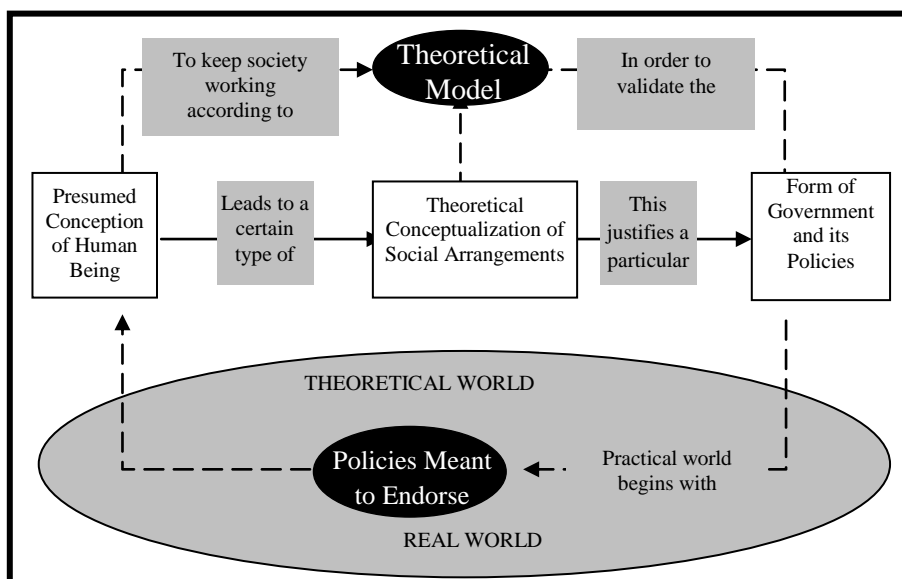 To keep society
working
according to
Theoretical
Model
In order to
validate the
Presumed
Conception
of Human
Being
Leads to a
certain
type of
Theoretical
Conceptualization of
Social Arrangements
This
justifies a
particular
Form of
Government
and its
Policies
THEORETICAL WORLD
Policies Meant
to Endorse
Practical world
begins with
REAL WORLD